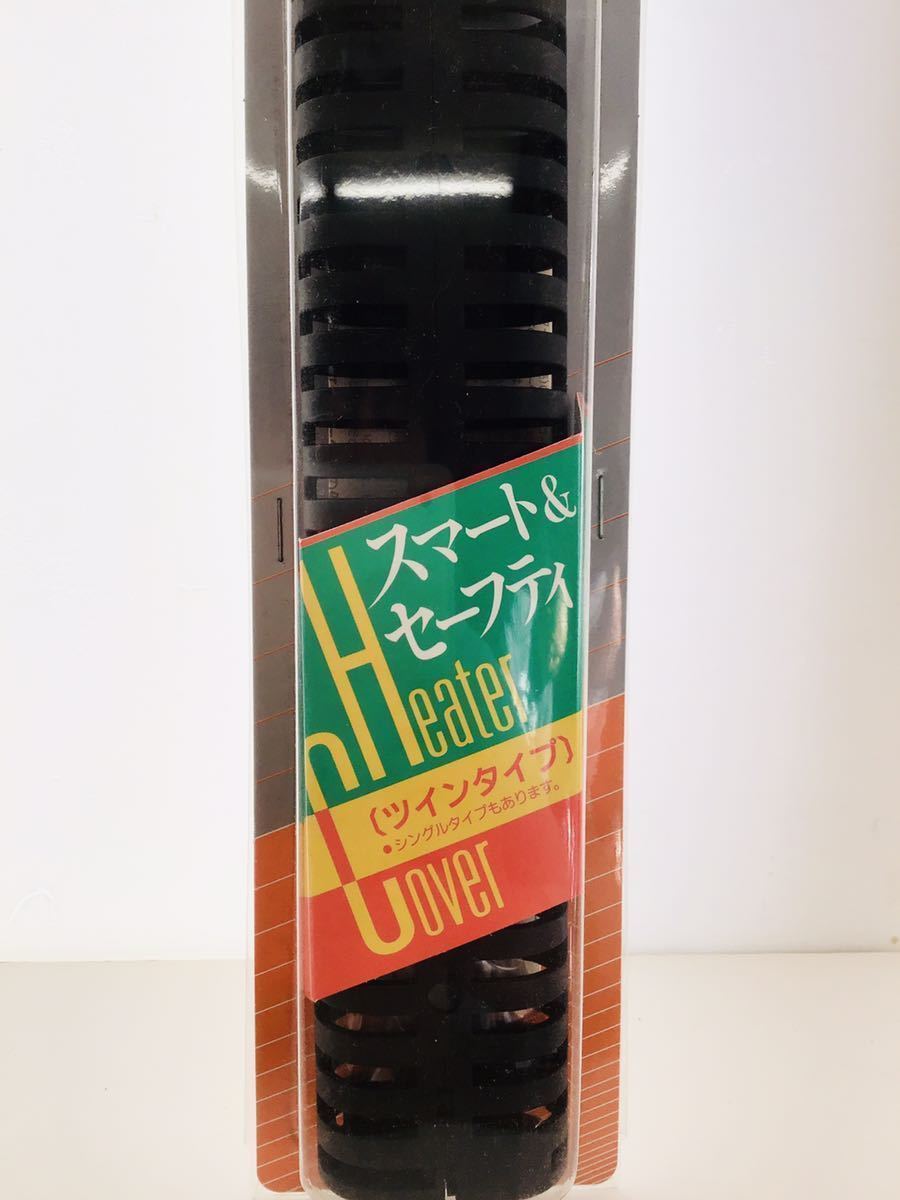 スマート&
セーフティ
Heater
(ツインタイプ)
●シングルタイプもあります。
Cover